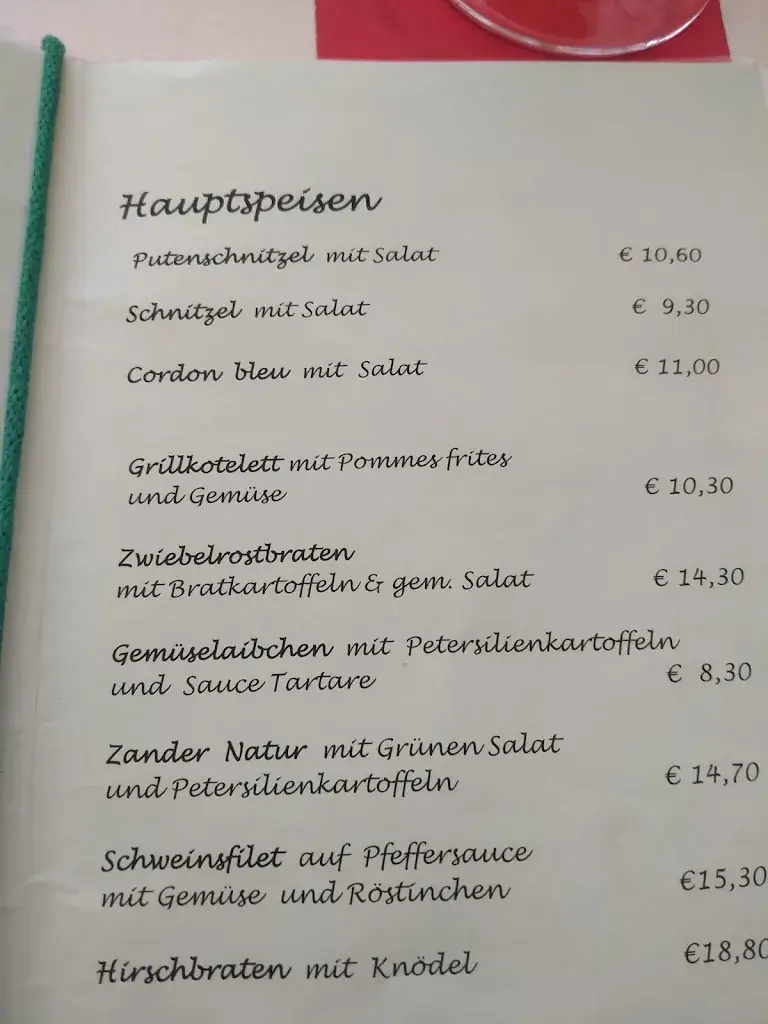 Hauptspeisen
Putenschnitzel mit Salat € 10,60
Schnitzel mit Salat € 9,30
Cordon bleu mit Salat € 11,00
Grillkotelett mit Pommes frites
und Gemüse € 10,30
Zwiebelrostbraten
mit Bratkartoffeln & gem. Salat € 14,30
Gemüselaibchen mit Petersilienkartoffeln
und Sauce Tartare € 8,30
Zander Natur mit Grünen Salat
und Petersilienkartoffeln € 14,70
Schweinsfilet auf Pfeffersauce
mit Gemüse und Röstinchen €15,30
Hirschbraten mit Knödel €18,80